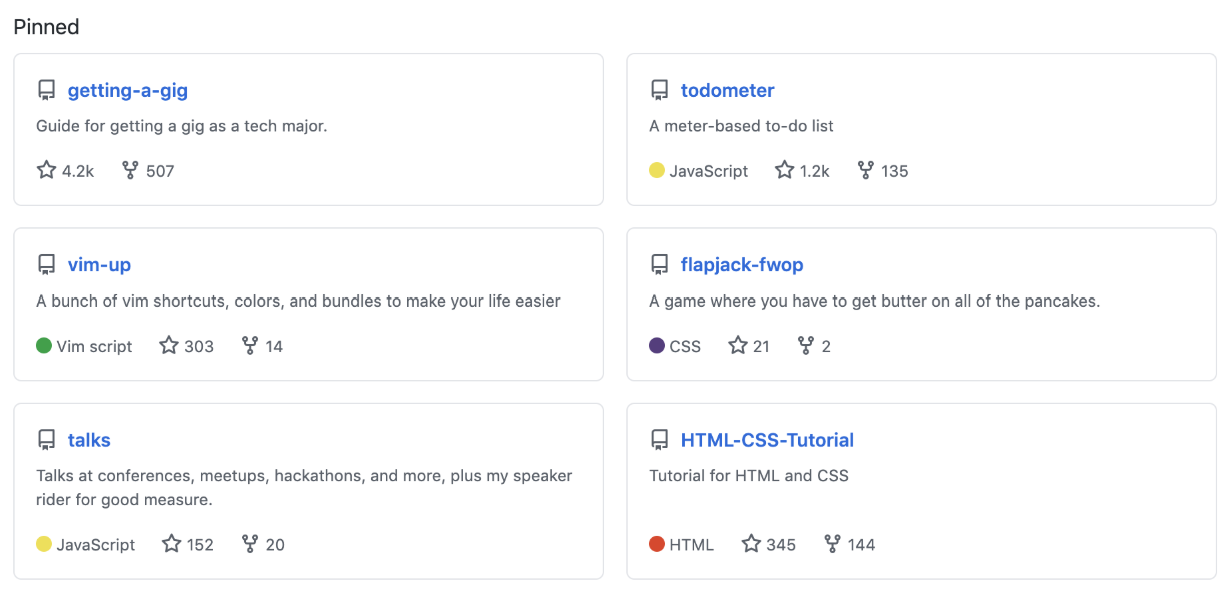 Pinned
getting-a-gig
Guide for getting a gig as a tech major.
4.2k 507
todometer
A meter-based to-do list
JavaScript 1.2k 135
vim-up
A bunch of vim shortcuts, colors, and bundles to make your life easier
Vim script 303 14
flapjack-fwop
A game where you have to get butter on all of the pancakes.
CSS 21 2
talks
Talks at conferences, meetups, hackathons, and more, plus my speaker
rider for good measure.
JavaScript 152 20
HTML-CSS-Tutorial
Tutorial for HTML and CSS
HTML 345 144